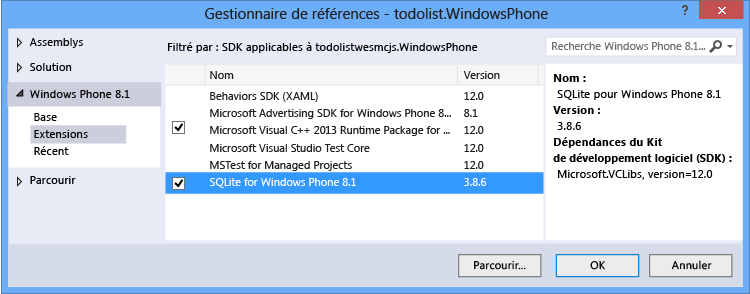 Gestionnaire de références - todolist.WindowsPhone
?
Assemblys
Solution
Windows Phone 8.1
Base
Extensions
Récent
Parcourir
Filtré par : SDK applicables à todolistwesmcjs.WindowsPhone
Recherche Windows Phone 8.1...
Nom Version
Behaviors SDK (XAML) 12.0
Microsoft Advertising SDK for Windows Phone 8... 8.1
Microsoft Visual C++ 2013 Runtime Package for ... 12.0
Microsoft Visual Studio Test Core 12.0
MSTest for Managed Projects 12.0
SQLite for Windows Phone 8.1 3.8.6
Nom :
SQLite pour Windows Phone 8.1
Version :
3.8.6
Dépendances du Kit
de développement logiciel (SDK) :
Microsoft.VCLibs, version=12.0
Parcourir... OK Annuler